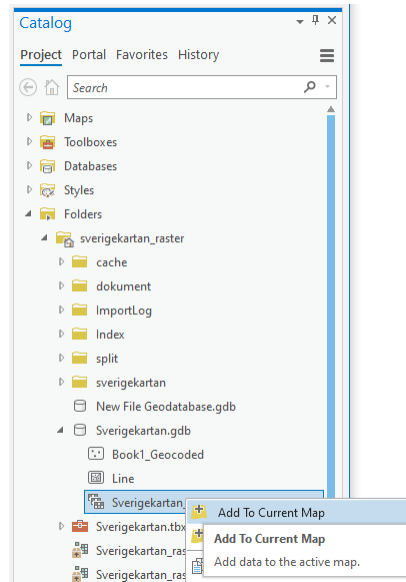 Catalog
Project Portal Favorites History
Search
Maps
Toolboxes
Databases
Styles
Folders
sverigekartan_raster
cache
dokument
ImportLog
Index
split
sverigekartan
New File Geodatabase.gdb
Sverigekartan.gdb
Book1_Geocoded
Line
Sverigekartan_
Add To Current Map
Sverigekartan.tbx
Add To Current Map
Sverigekartan_ras
Add data to the active map.
Sverigekartan_ras